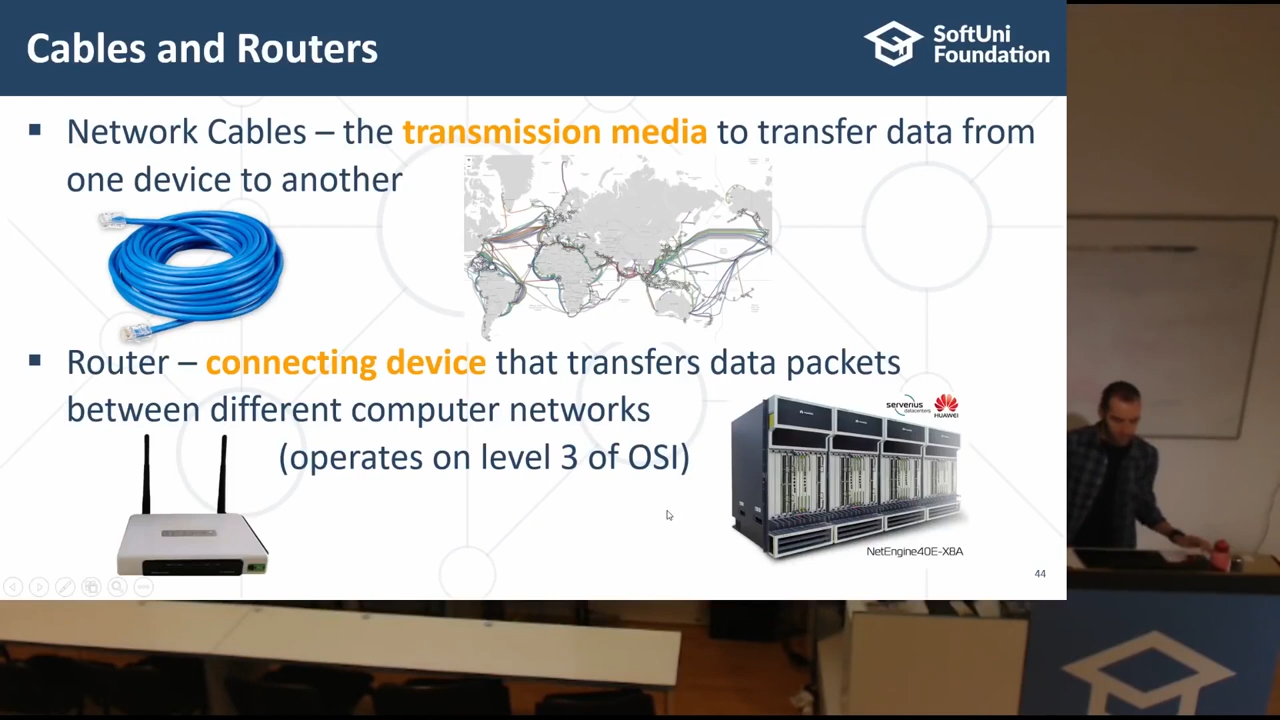 Cables and Routers
SoftUni
Foundation
▪ Network Cables – the transmission media to transfer data from
one device to another
▪ Router – connecting device that transfers data packets
between different computer networks
(operates on level 3 of OSI)
serverius
datacenters
HUAWEI
NetEngine40E-X8A
44